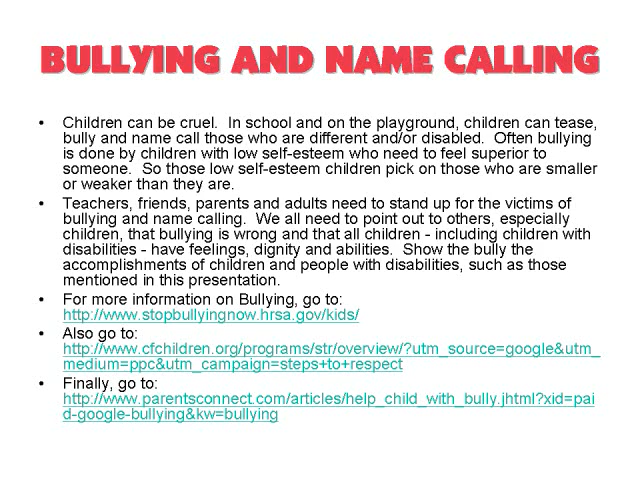 BULLYING AND NAME CALLING
• Children can be cruel.  In school and on the playground, children can tease,
bully and name call those who are different and/or disabled.  Often bullying
is done by children with low self-esteem who need to feel superior to
someone.  So those low self-esteem children pick on those who are smaller
or weaker than they are.
• Teachers, friends, parents and adults need to stand up for the victims of
bullying and name calling.  We all need to point out to others, especially
children, that bullying is wrong and that all children - including children with
disabilities - have feelings, dignity and abilities.  Show the bully the
accomplishments of children and people with disabilities, such as those
mentioned in this presentation.
• For more information on Bullying, go to:
http://www.stopbullyingnow.hrsa.gov/kids/
• Also go to:
http://www.cfchildren.org/programs/str/overview/?utm_source=google&utm_
medium=ppc&utm_campaign=steps+to+respect
• Finally, go to:
http://www.parentsconnect.com/articles/help_child_with_bully.jhtml?xid=pai
d-google-bullying&kw=bullying